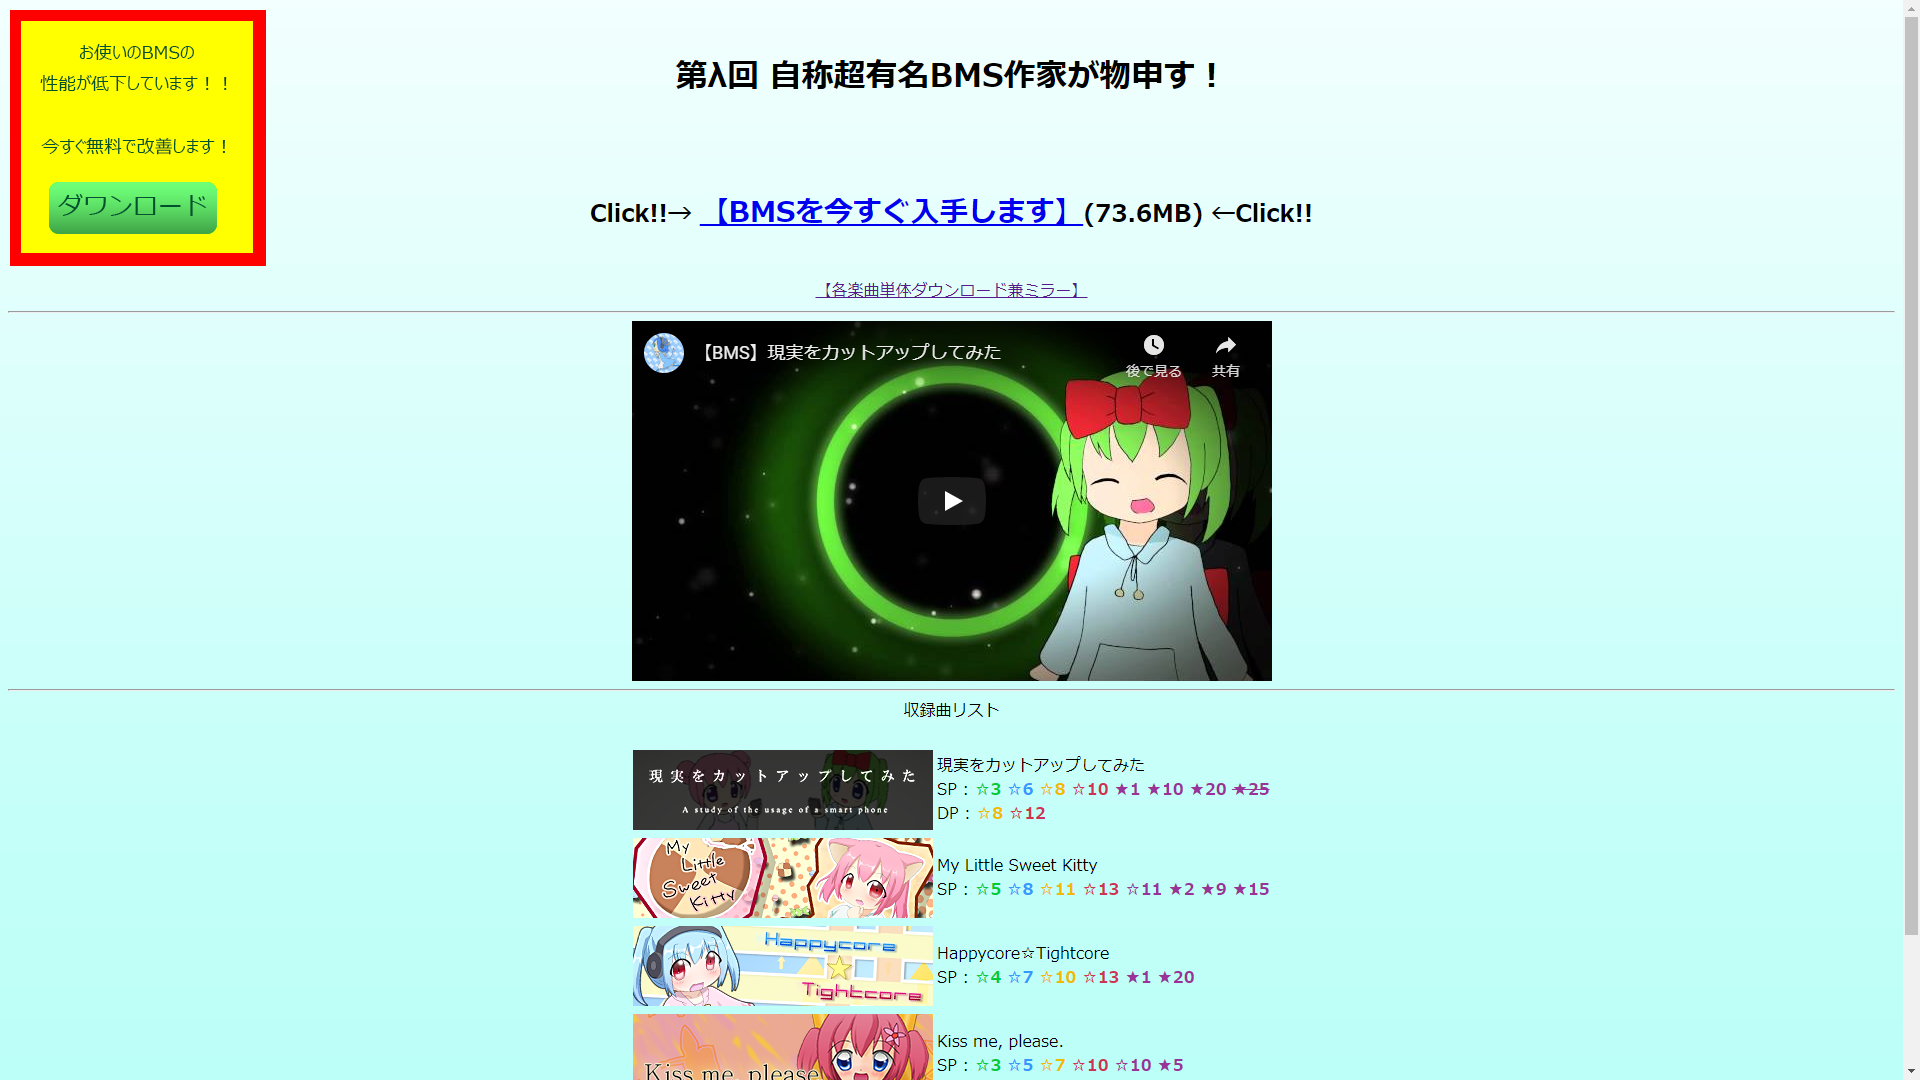 お使いのBMSの
性能が低下しています！！
今すぐ無料で改善します！
ダワンロード
第λ回 自称超有名BMS作家が物申す！
Click!!→ 【BMSを今すぐ入手します】(73.6MB) ←Click!!
【各楽曲単体ダウンロード兼ミラー】
【BMS】現実をカットアップしてみた
後で見る
共有
収録曲リスト
現実をカットアップしてみた
A study of the usage of a smart phone
現実をカットアップしてみた
SP : ☆3 ☆6 ☆8 ☆10 ★1 ★10 ★20 ★25
DP : ☆8 ☆12
My
Little
Sweet
Kitty
My Little Sweet Kitty
SP : ☆5 ☆8 ☆11 ☆13 ☆11 ★2 ★9 ★15
Happycore
Tightcore
Happycore☆Tightcore
SP : ☆4 ☆7 ☆10 ☆13 ★1 ★20
Kiss me, please
Kiss me, please.
SP : ☆3 ☆5 ☆7 ☆10 ☆10 ★5